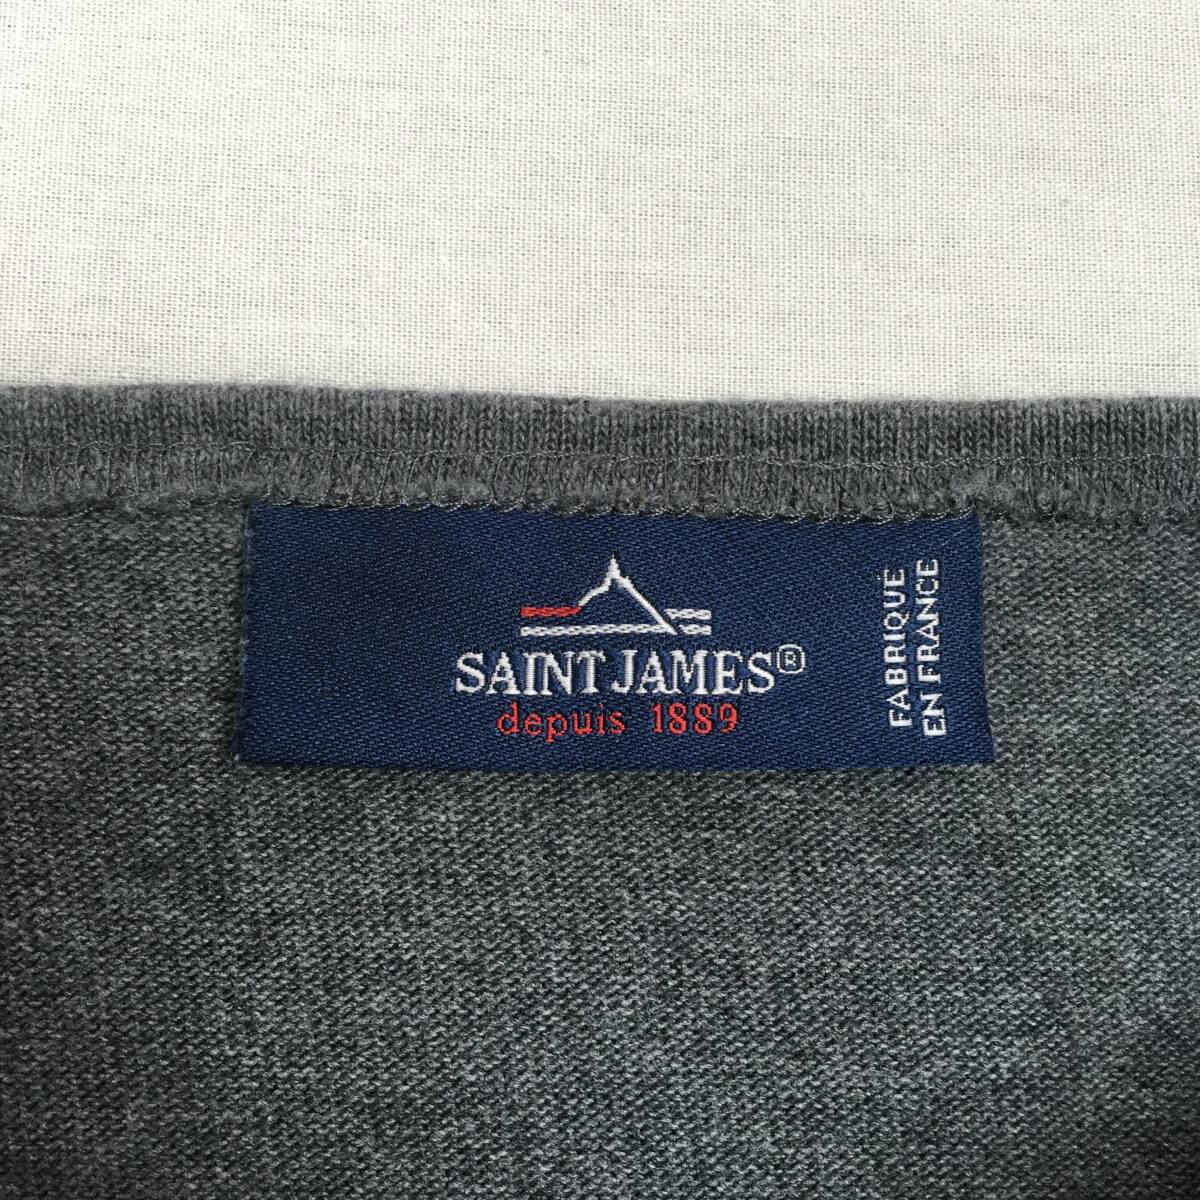 SAINT JAMES®
depuis 1889
FABRIQUÉ
EN FRANCE